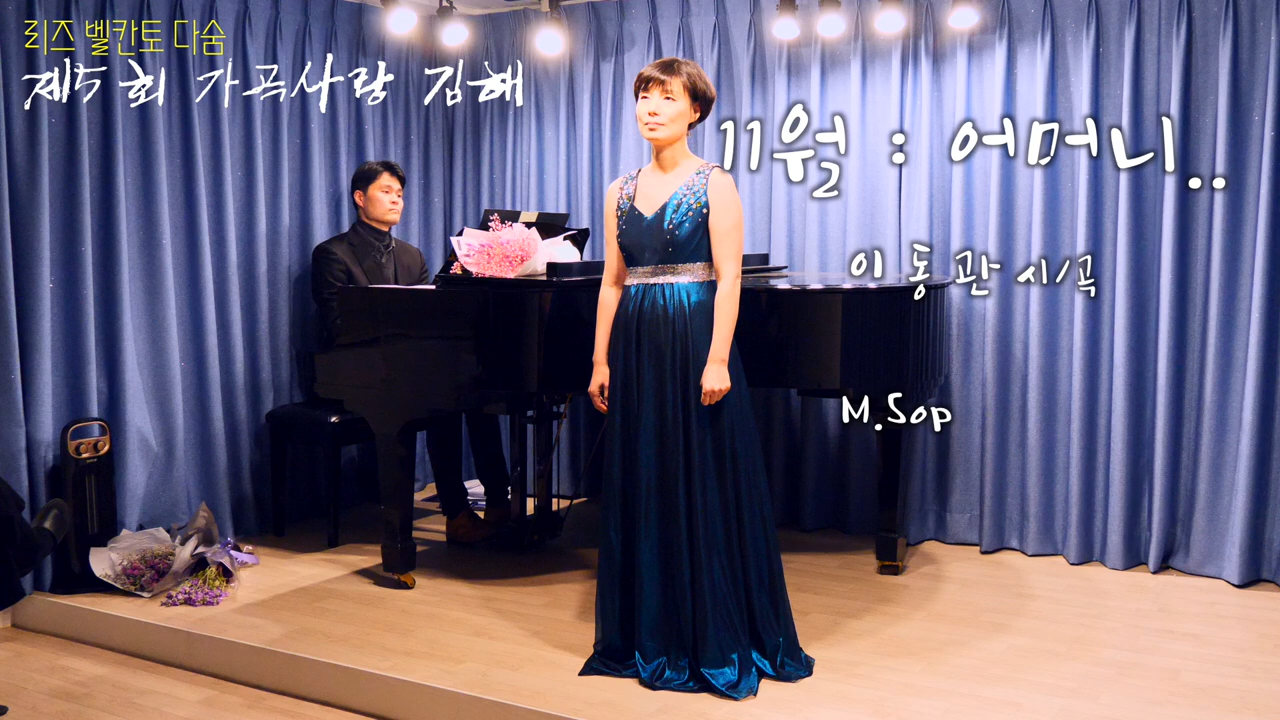 리즈 벨칸토 다숨
제5회 가곡사랑 김해
11월 : 어머니..
이동관 시/곡
M.Sop